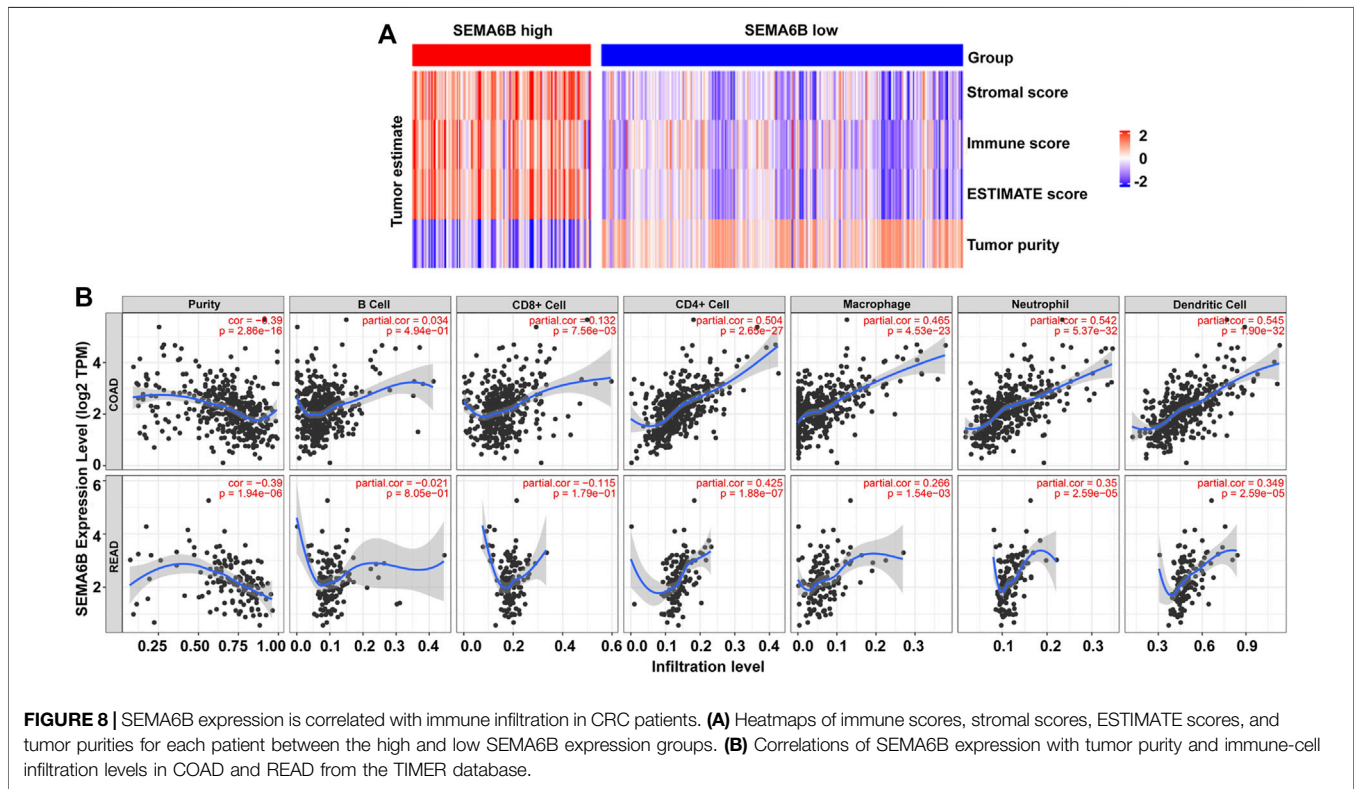 A
SEMA6B high
SEMA6B low
Group
Tumor estimate
Stromal score
Immune score
ESTIMATE score
Tumor purity
2
0
-2
B
Purity
B Cell
CD8+ Cell
CD4+ Cell
Macrophage
Neutrophil
Dendritic Cell
SEMA6B Expression Level (log2 TPM)
COAD
4
2
0
cor = −0.39
p = 2.86e−16
partial.cor = 0.034
p = 4.94e−01
partial.cor = 0.132
p = 7.56e−03
partial.cor = 0.504
p = 2.65e−27
partial.cor = 0.465
p = 4.53e−23
partial.cor = 0.542
p = 5.37e−32
partial.cor = 0.545
p = 1.90e−32
READ
6
4
2
cor = −0.39
p = 1.94e−06
partial.cor = −0.021
p = 8.05e−01
partial.cor = −0.115
p = 1.79e−01
partial.cor = 0.425
p = 1.88e−07
partial.cor = 0.266
p = 1.54e−03
partial.cor = 0.35
p = 2.59e−05
partial.cor = 0.349
p = 2.59e−05
0.25 0.50 0.75 1.00
0.0 0.1 0.2 0.3 0.4
0.0 0.2 0.4 0.6
0.0 0.1 0.2 0.3 0.4
0.0 0.1 0.2 0.3
0.1 0.2 0.3
0.3 0.6 0.9
Infiltration level
FIGURE 8 | SEMA6B expression is correlated with immune infiltration in CRC patients. (A) Heatmaps of immune scores, stromal scores, ESTIMATE scores, and
tumor purities for each patient between the high and low SEMA6B expression groups. (B) Correlations of SEMA6B expression with tumor purity and immune-cell
infiltration levels in COAD and READ from the TIMER database.